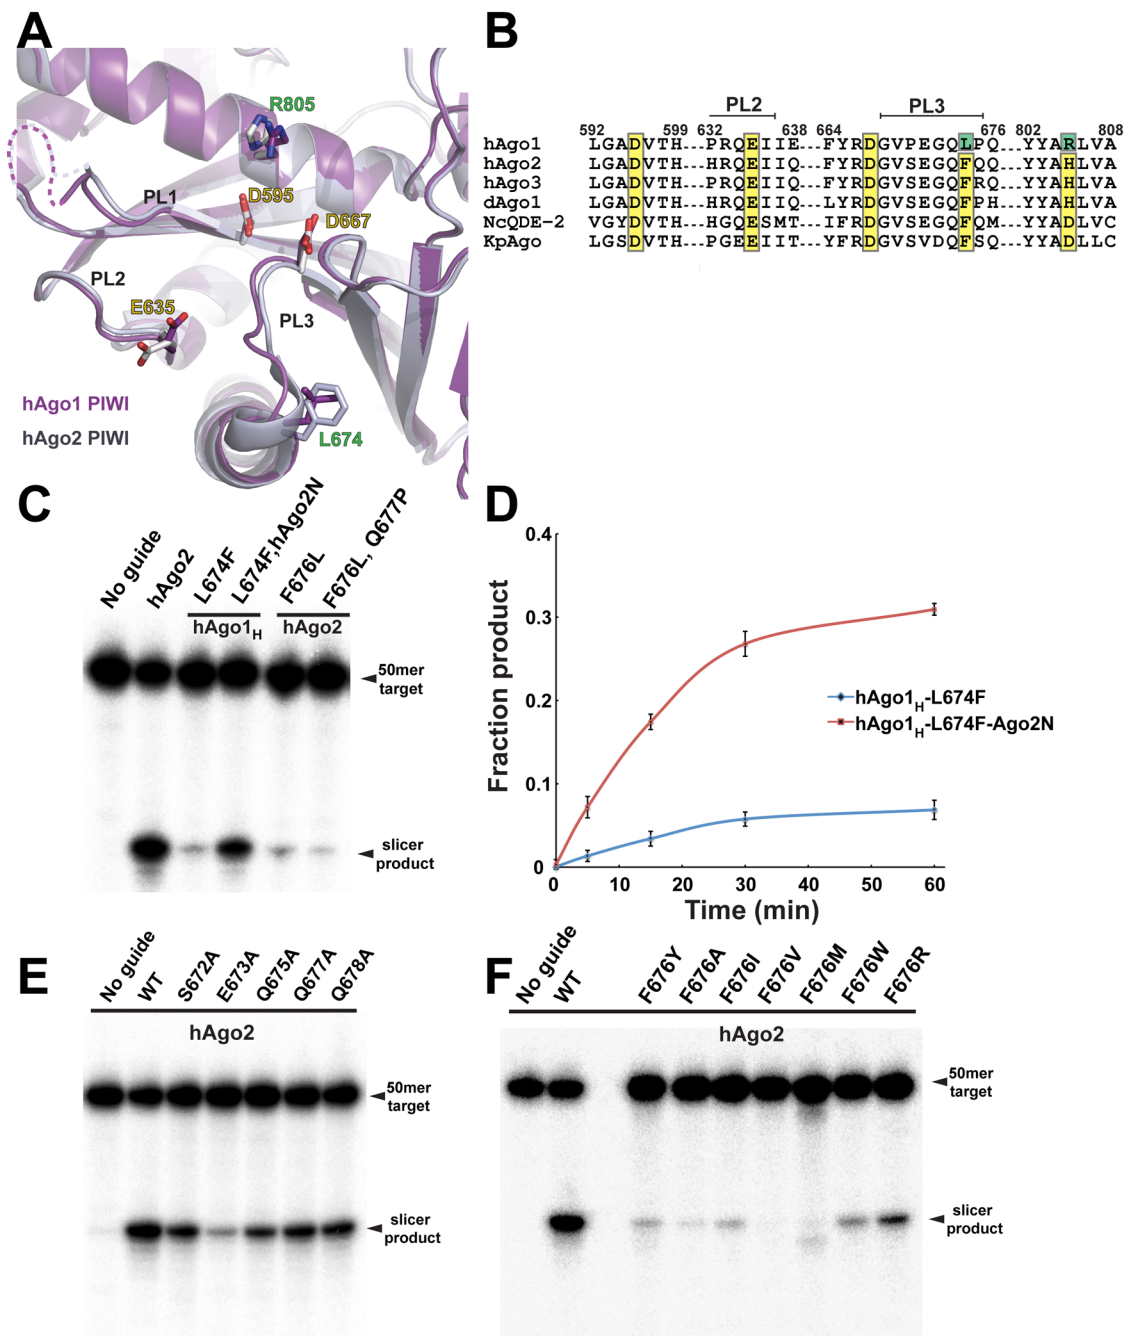 A
R805
PL1
D595
D667
PL2
E635
PL3
hAgo1 PIWI
hAgo2 PIWI
L674
B
PL2 PL3
592 599 632 638 664 676 802 808
hAgo1 LGADVTH...PRQEIIE...FYRDGVPEGQLPQ...YYARLVA
hAgo2 LGADVTH...PRQEIIQ...FYRDGVSEGQFQQ...YYAHLVA
hAgo3 LGADVTH...PRQEIIQ...FYRDGVSEGQFRQ...YYAHLVA
dAgo1 LGADVTH...PRQEIIQ...LYRDGVSEGQFPH...YYAHLVA
NcQDE-2 VGYDVTH...HGQESMT...IFRDGVSEGQFQM...YYADLVC
KpAgo LGSDVTH...PGEEIIT...YFRDGVSVDQFSQ...YYADLLC
C
No guide
hAgo2
L674F
L674F,hAgo2N
F676L
F676L, Q677P
hAgo1H
hAgo2
50mer
target
slicer
product
D
Fraction product
0.4
0.3
0.2
0.1
0
0 10 20 30 40 50 60
Time (min)
hAgo1H-L674F
hAgo1H-L674F-Ago2N
E
No guide
WT
S672A
E673A
Q675A
Q677A
Q678A
hAgo2
50mer
target
slicer
product
F
No guide
WT
F676Y
F676A
F676I
F676V
F676M
F676W
F676R
hAgo2
50mer
target
slicer
product